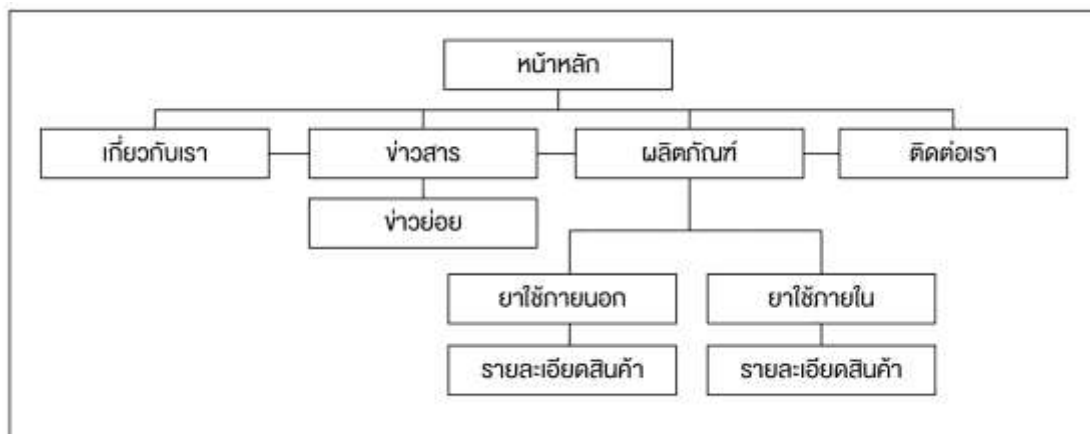 หน้าหลัก
เกี่ยวกับเรา
ข่าวสาร
ผลิตภัณฑ์
ติดต่อเรา
ข่าวย่อย
ยาใช้ภายนอก
ยาใช้ภายใน
รายละเอียดสินค้า
รายละเอียดสินค้า